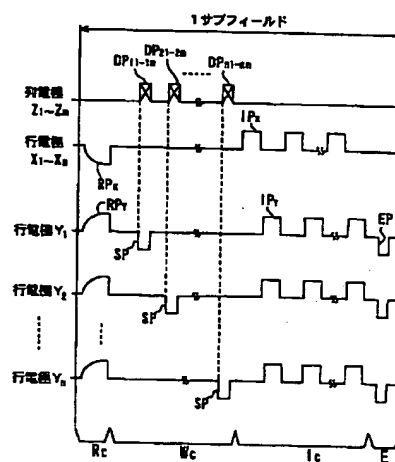 1サブフィールド
DP11-1m
DP21-2m
DPn1-nm
列電極
Z1~Zm
IPX
行電極
X1~Xn
RPX
RPY
IPY
EP
行電極Y1
SP
行電極Y2
SP
行電極Yn
SP
Rc
Wc
Ic
E